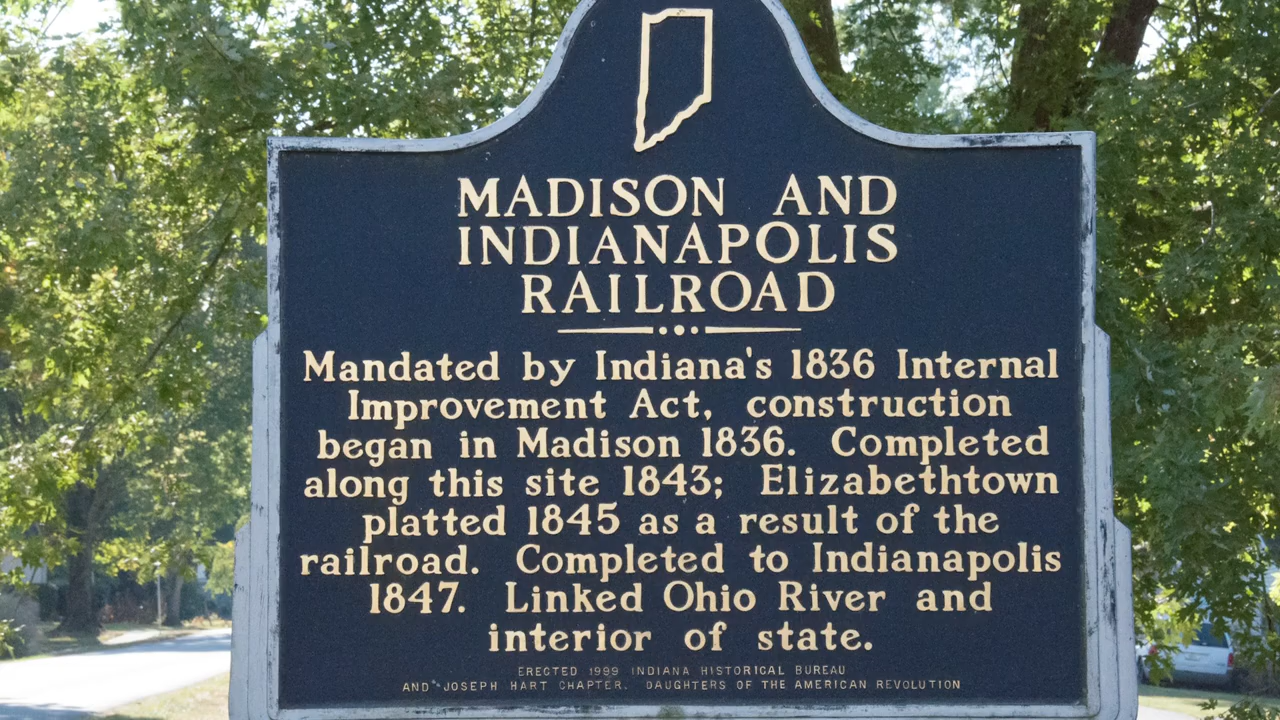 MADISON AND
INDIANAPOLIS
RAILROAD
Mandated by Indiana's 1836 Internal
Improvement Act, construction
began in Madison 1836. Completed
along this site 1843; Elizabethtown
platted 1845 as a result of the
railroad. Completed to Indianapolis
1847. Linked Ohio River and
interior of state.
ERECTED 1999 INDIANA HISTORICAL BUREAU
AND JOSEPH HART CHAPTER, DAUGHTERS OF THE AMERICAN REVOLUTION